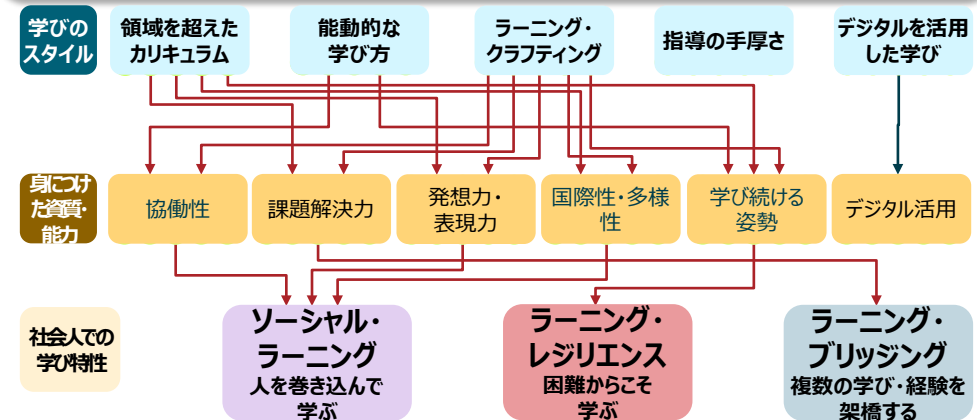 学びの
スタイル
領域を超えた
カリキュラム
能動的な
学び方
ラーニング・
クラフティング
指導の手厚さ
デジタルを活用
した学び
身につけ
た資質・
能力
協働性
課題解決力
発想力・
表現力
国際性・多様
性
学び続ける
姿勢
デジタル活用
社会人での
学び特性
ソーシャル・
ラーニング
人を巻き込んで
学ぶ
ラーニング・
レジリエンス
困難からこそ
学ぶ
ラーニング・
ブリッジング
複数の学び・経験を
架橋する